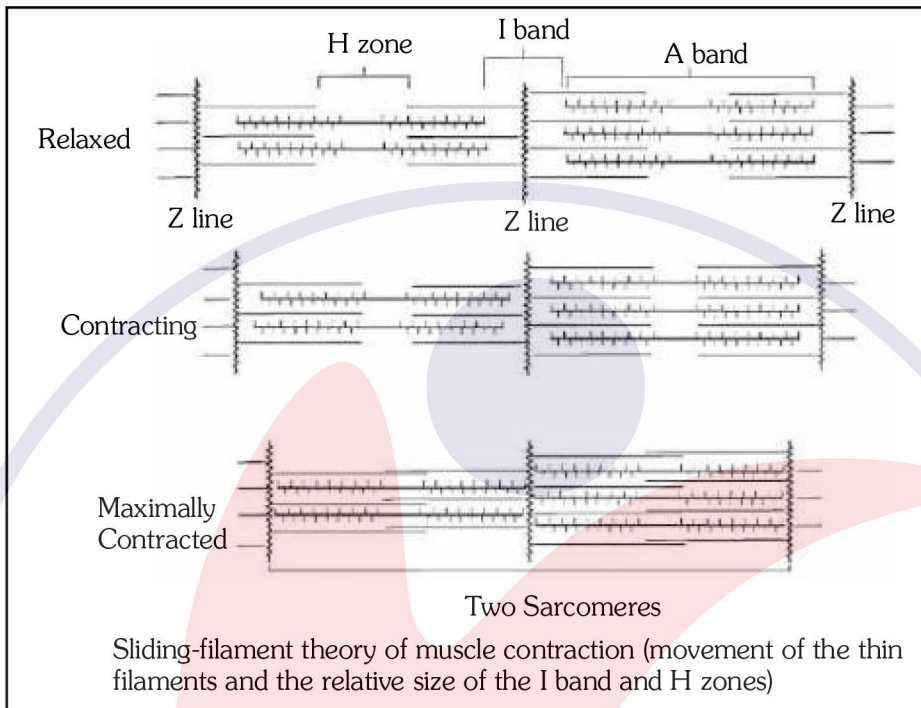 I band
H zone
A band
Relaxed
Z line
Z line
Z line
Contracting
Maximally
Contracted
Two Sarcomeres
Sliding-filament theory of muscle contraction (movement of the thin
filaments and the relative size of the I band and H zones)